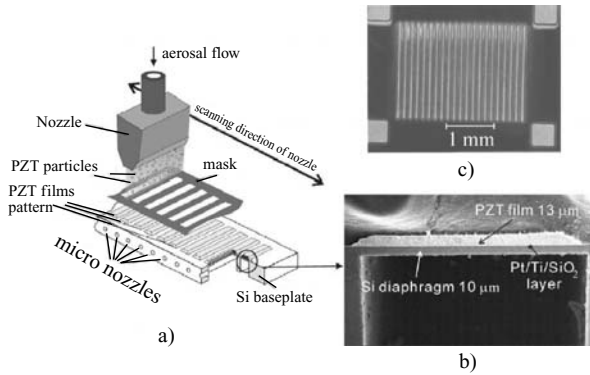 aerosal flow
scanning direction of nozzle
Nozzle
PZT particles
mask
PZT films
pattern
micro nozzles
Si baseplate
a)
1 mm
c)
PZT film 13 μm
Pt/Ti/SiO₂
layer
Si diaphragm 10 μm
b)